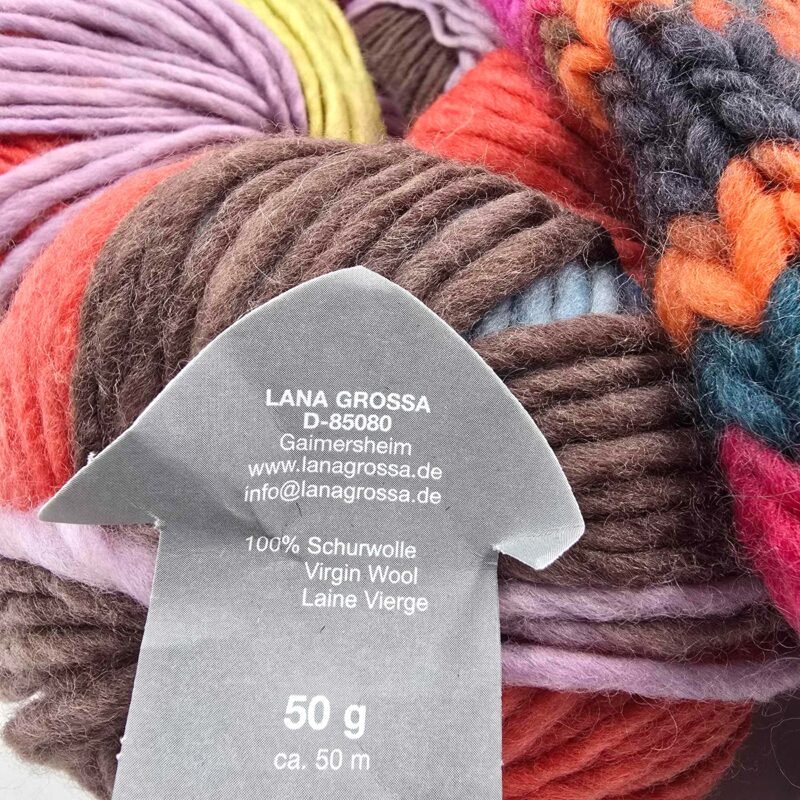 LANA GROSSA
D-85080
Gaimersheim
www.lanagrossa.de
info@lanagrossa.de
100% Schurwolle
Virgin Wool
Laine Vierge
50 g
ca. 50 m